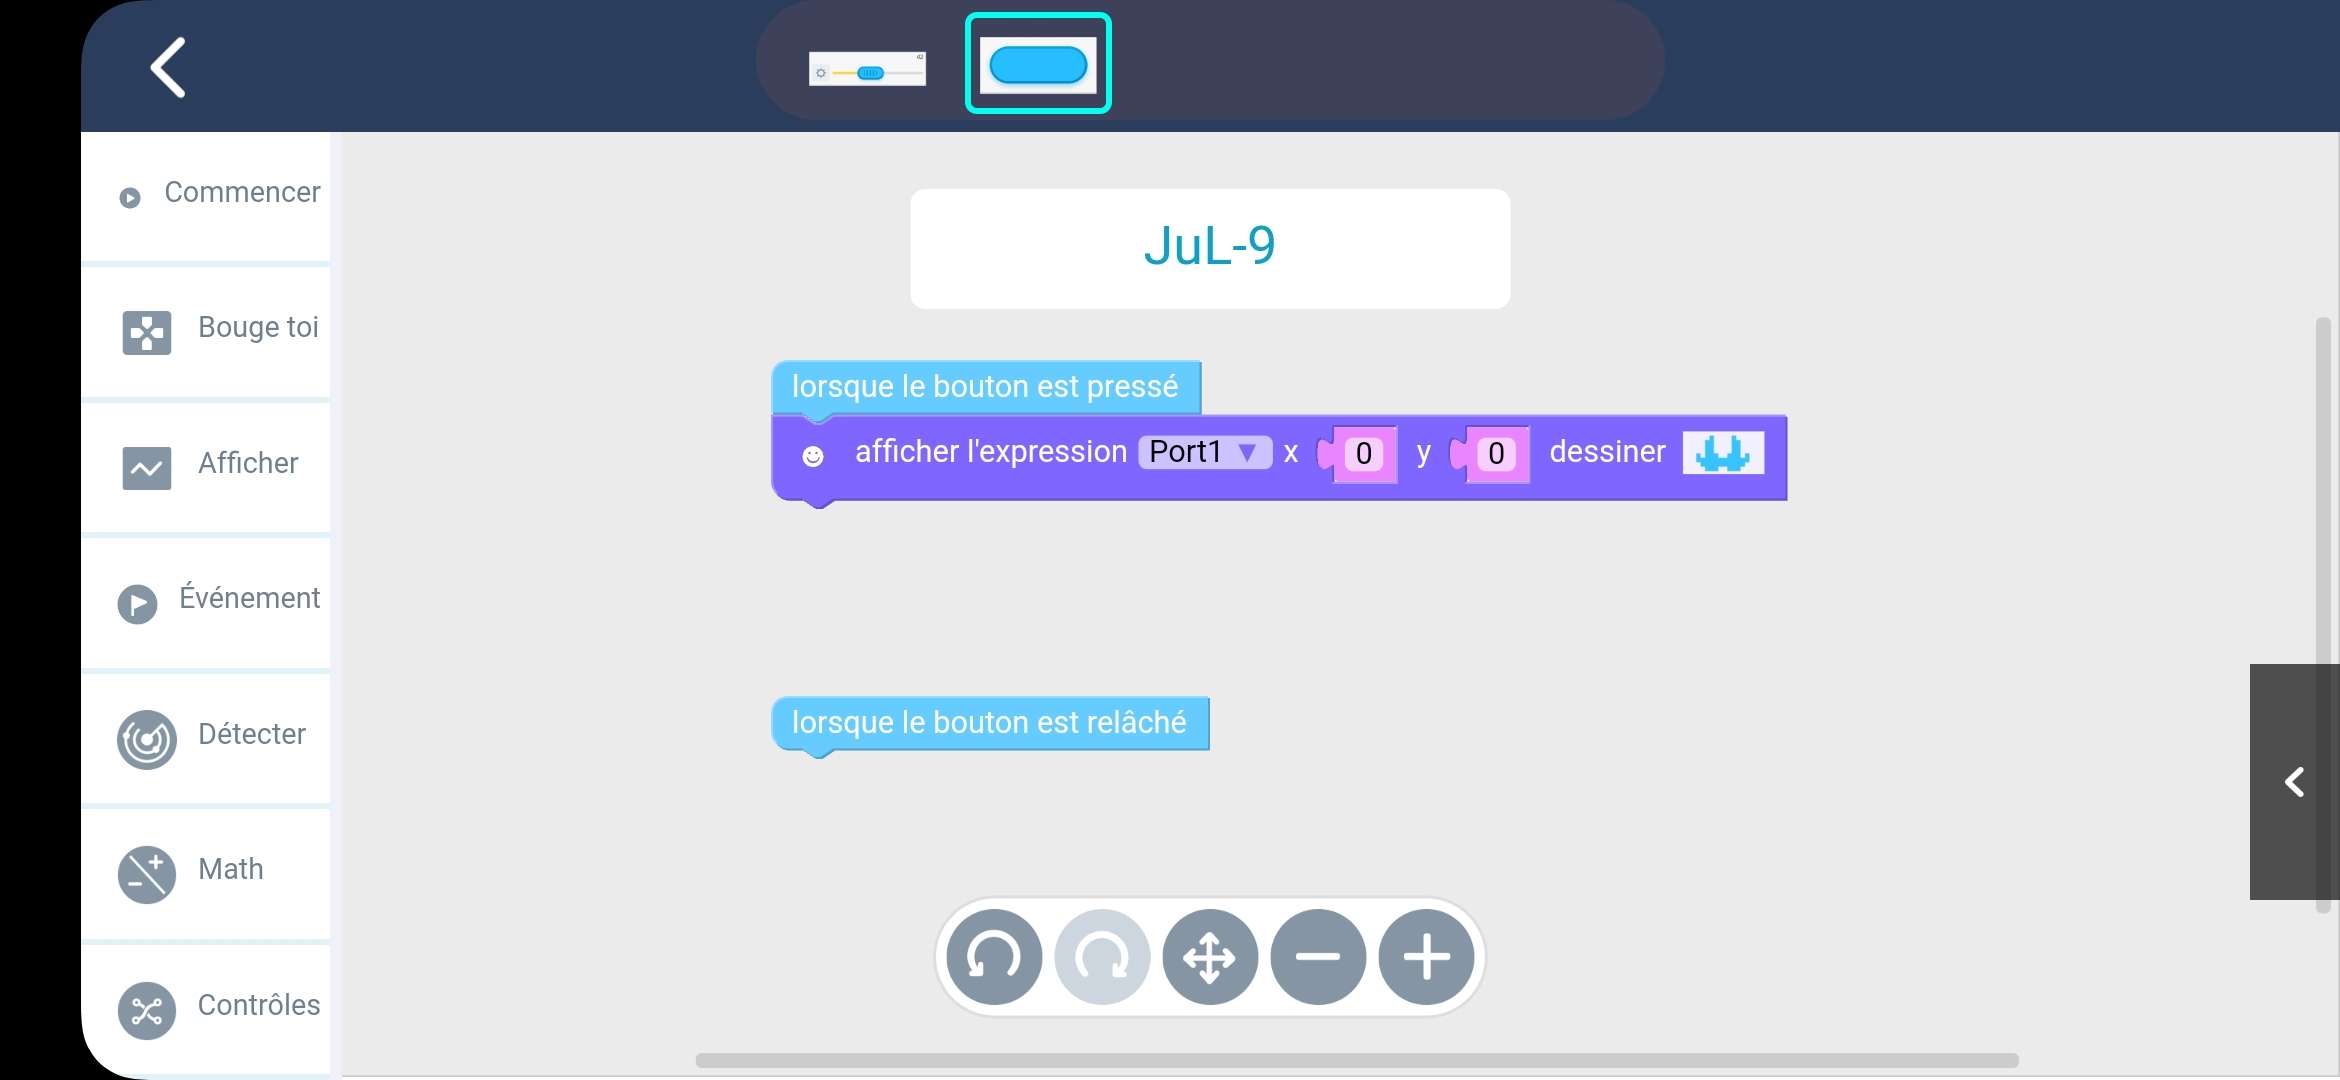 Commencer
Bouge toi
Afficher
Événement
Détecter
Math
Contrôles
JuL-9
lorsque le bouton est pressé
afficher l'expression Port1 x 0 y 0 dessiner
lorsque le bouton est relâché